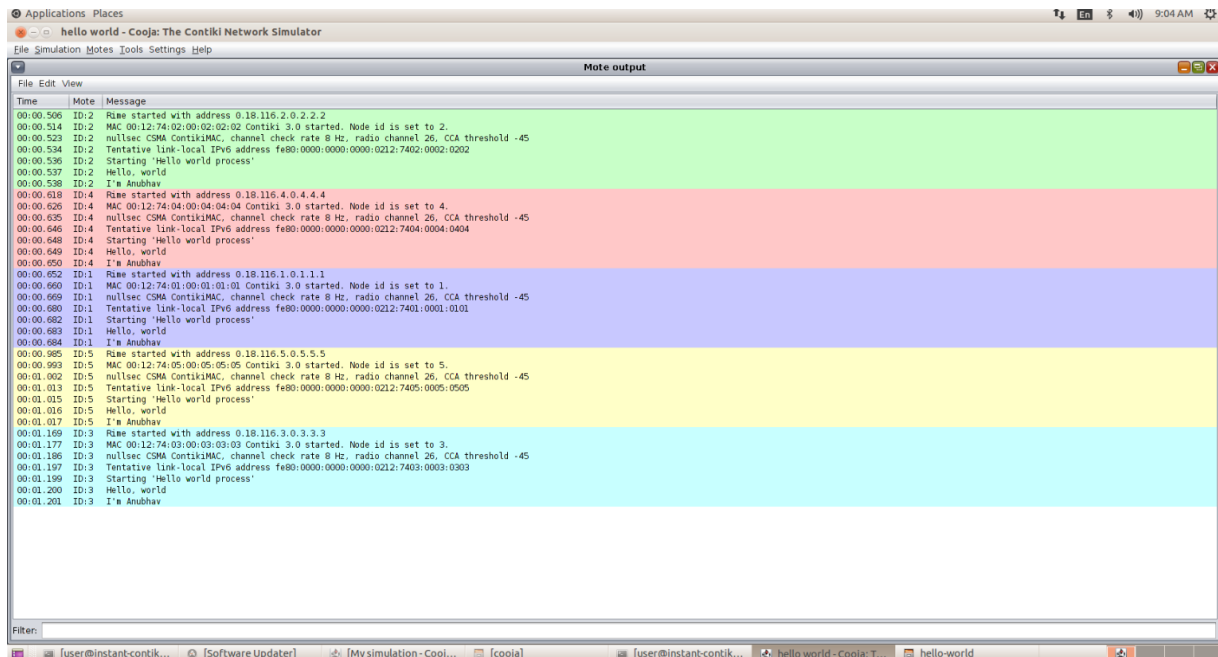 Applications Places
En 9:04 AM
hello world - Cooja: The Contiki Network Simulator
File Simulation Motes Tools Settings Help
Mote output
File Edit View
Time Mote Message
00:00.506 ID:2 Rime started with address 0.18.116.2.0.2.2.2
00:00.514 ID:2 MAC 00:12:74:02:00:02:02:02 Contiki 3.0 started. Node id is set to 2.
00:00.523 ID:2 nullsec CSMA ContikiMAC, channel check rate 8 Hz, radio channel 26, CCA threshold -45
00:00.534 ID:2 Tentative link-local IPv6 address fe80:0000:0000:0000:0212:7402:0002:0202
00:00.536 ID:2 Starting 'Hello world process'
00:00.537 ID:2 Hello, world
00:00.538 ID:2 I'm Anubhav
00:00.618 ID:4 Rime started with address 0.18.116.4.0.4.4.4
00:00.626 ID:4 MAC 00:12:74:04:00:04:04:04 Contiki 3.0 started. Node id is set to 4.
00:00.635 ID:4 nullsec CSMA ContikiMAC, channel check rate 8 Hz, radio channel 26, CCA threshold -45
00:00.646 ID:4 Tentative link-local IPv6 address fe80:0000:0000:0000:0212:7404:0004:0404
00:00.648 ID:4 Starting 'Hello world process'
00:00.649 ID:4 Hello, world
00:00.650 ID:4 I'm Anubhav
00:00.652 ID:1 Rime started with address 0.18.116.1.0.1.1.1
00:00.660 ID:1 MAC 00:12:74:01:00:01:01:01 Contiki 3.0 started. Node id is set to 1.
00:00.669 ID:1 nullsec CSMA ContikiMAC, channel check rate 8 Hz, radio channel 26, CCA threshold -45
00:00.680 ID:1 Tentative link-local IPv6 address fe80:0000:0000:0000:0212:7401:0001:0101
00:00.682 ID:1 Starting 'Hello world process'
00:00.683 ID:1 Hello, world
00:00.684 ID:1 I'm Anubhav
00:00.985 ID:5 Rime started with address 0.18.116.5.0.5.5.5
00:00.993 ID:5 MAC 00:12:74:05:00:05:05:05 Contiki 3.0 started. Node id is set to 5.
00:01.002 ID:5 nullsec CSMA ContikiMAC, channel check rate 8 Hz, radio channel 26, CCA threshold -45
00:01.013 ID:5 Tentative link-local IPv6 address fe80:0000:0000:0000:0212:7405:0005:0505
00:01.015 ID:5 Starting 'Hello world process'
00:01.016 ID:5 Hello, world
00:01.017 ID:5 I'm Anubhav
00:01.169 ID:3 Rime started with address 0.18.116.3.0.3.3.3
00:01.177 ID:3 MAC 00:12:74:03:00:03:03:03 Contiki 3.0 started. Node id is set to 3.
00:01.186 ID:3 nullsec CSMA ContikiMAC, channel check rate 8 Hz, radio channel 26, CCA threshold -45
00:01.197 ID:3 Tentative link-local IPv6 address fe80:0000:0000:0000:0212:7403:0003:0303
00:01.199 ID:3 Starting 'Hello world process'
00:01.200 ID:3 Hello, world
00:01.201 ID:3 I'm Anubhav
Filter:
[user@instant-contik... [Software Updater] [My simulation - Cooj... [cooja] [user@instant-contik... hello world - Cooja: T... hello-world